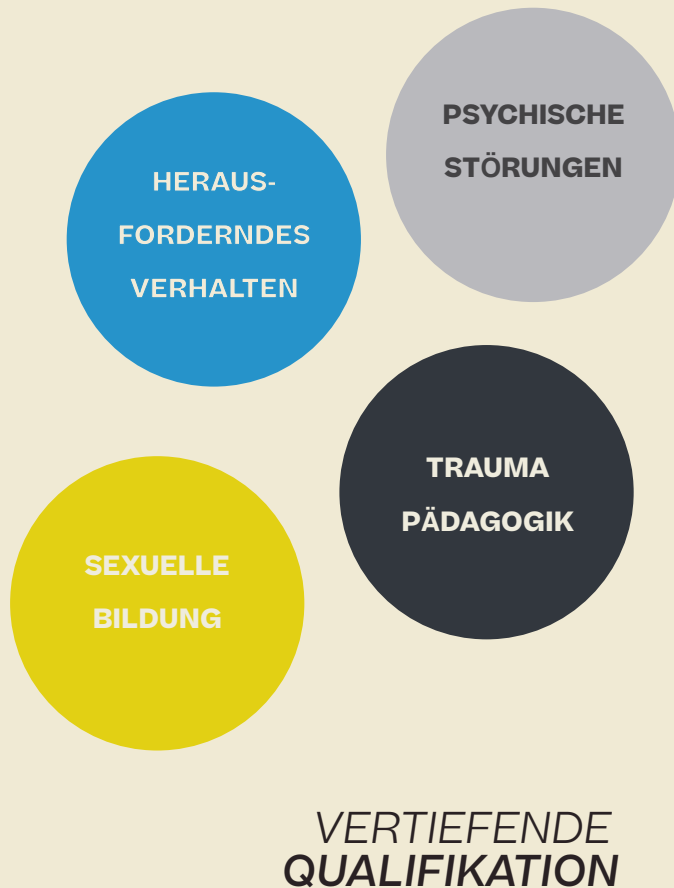 PSYCHISCHE
STÖRUNGEN
HERAUS-
FORDERNDES
VERHALTEN
TRAUMA
PÄDAGOGIK
SEXUELLE
BILDUNG
VERTIEFENDE
QUALIFIKATION